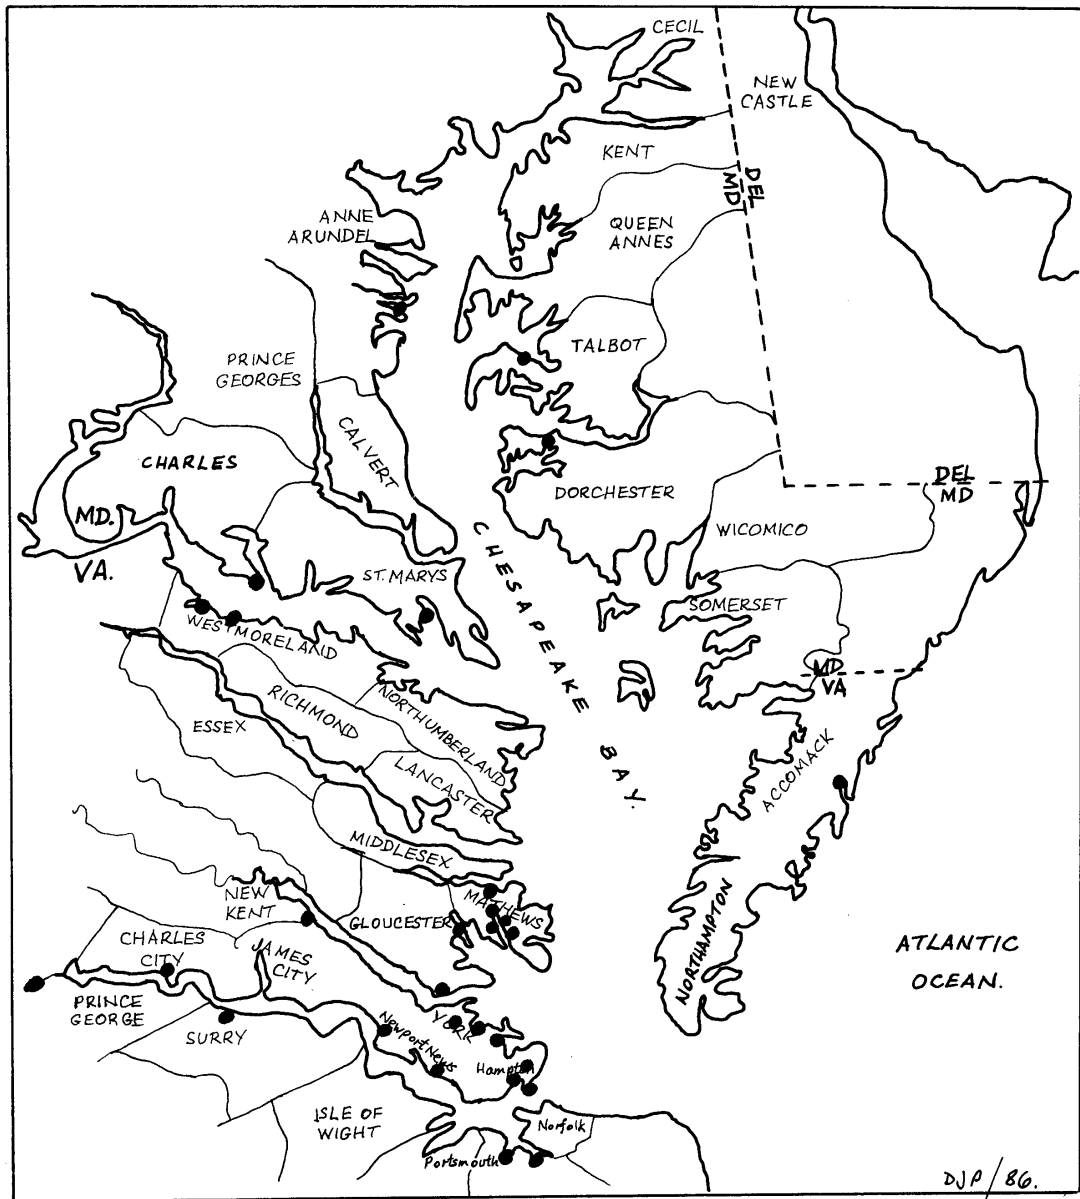 CECIL
NEW
CASTLE
KENT
DEL
MD
ANNE
ARUNDEL
QUEEN
ANNES
PRINCE
GEORGES
TALBOT
CALVERT
CHARLES
DORCHESTER
DEL
MD
MD.
VA.
WICOMICO
CHESAPEAKE BAY.
ST. MARYS
SOMERSET
WESTMORELAND
MD
VA
RICHMOND
NORTHUMBERLAND
ESSEX
LANCASTER
ACCOMACK
MIDDLESEX
NEW
KENT
MATHEWS
GLOUCESTER
NORTHAMPTON
CHARLES
CITY
JAMES
CITY
ATLANTIC
OCEAN.
PRINCE
GEORGE
SURRY
YORK
Newport News
Hampton
ISLE OF
WIGHT
Norfolk
Portsmouth
DJP/86.